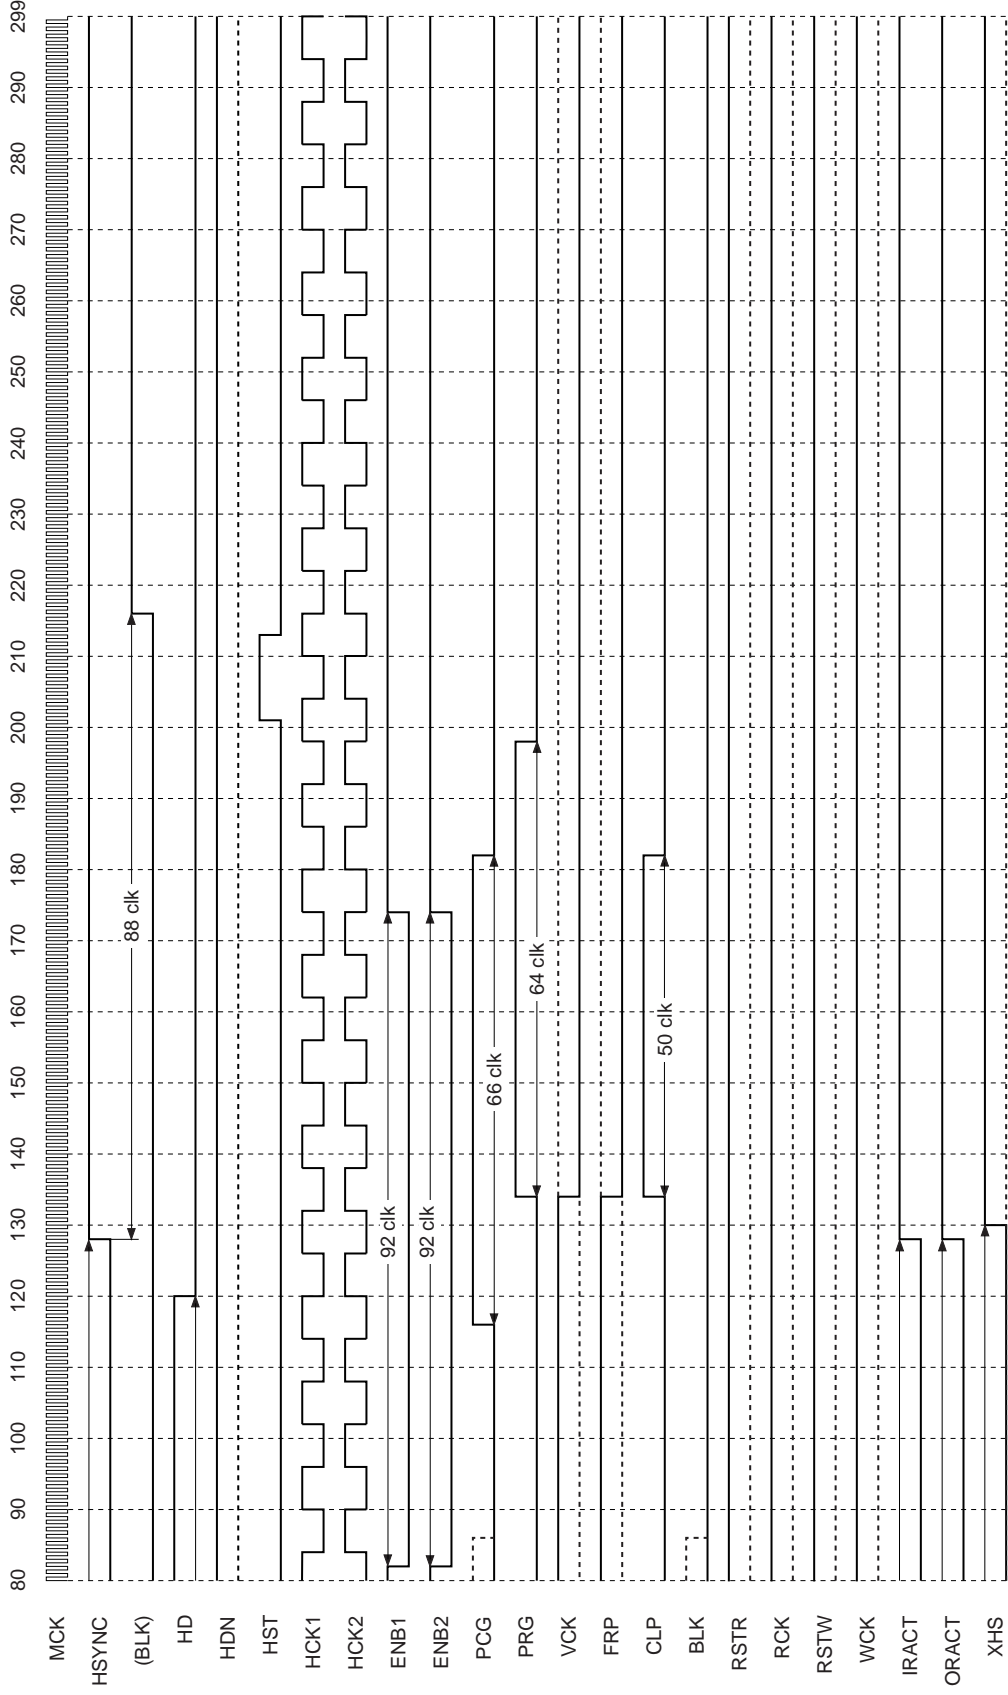 80 90 100 110 120 130 140 150 160 170 180 190 200 210 220 230 240 250 260 270 280 290 299
MCK
HSYNC
(BLK) 88 clk
HD
HDN
HST
HCK1
HCK2
ENB1 92 clk
ENB2 92 clk
PCG 66 clk
PRG 64 clk
VCK
FRP
CLP 50 clk
BLK
RSTR
RCK
RSTW
WCK
IRACT
ORACT
XHS